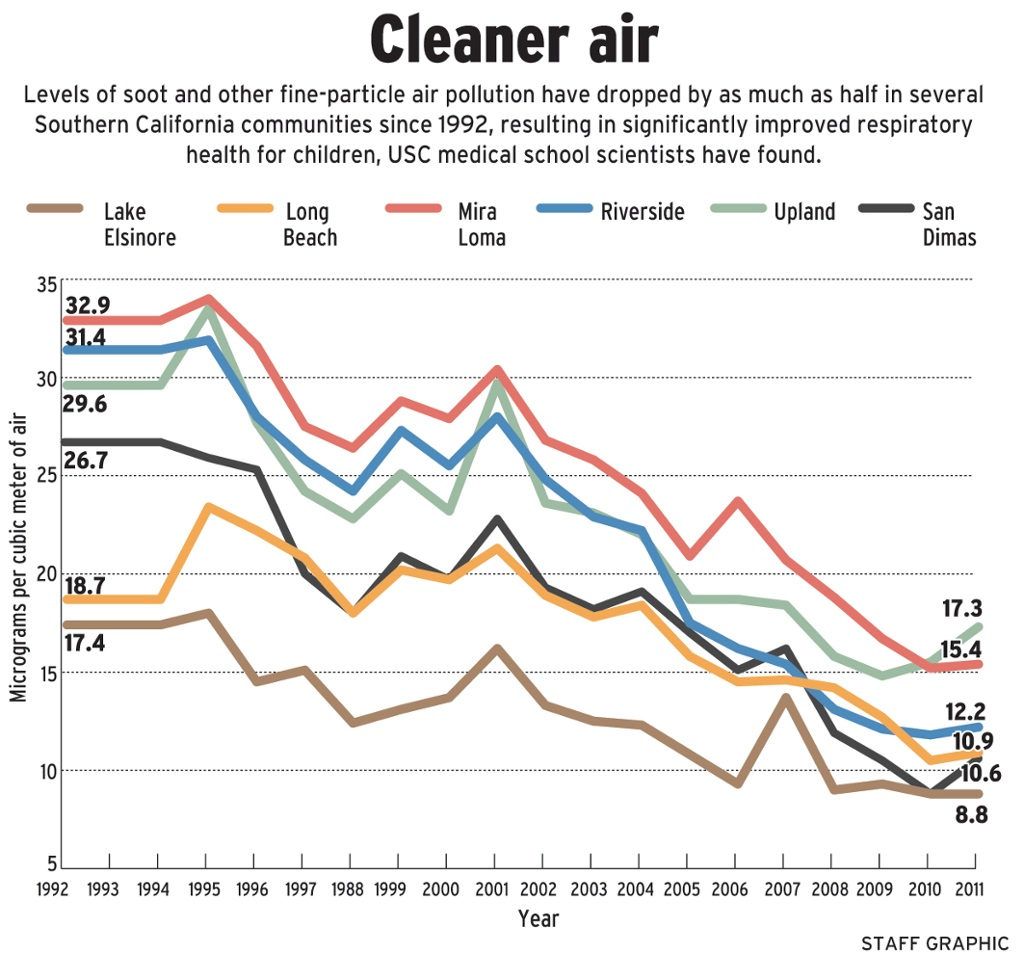 Cleaner air
Levels of soot and other fine-particle air pollution have dropped by as much as half in several
Southern California communities since 1992, resulting in significantly improved respiratory
health for children, USC medical school scientists have found.
Lake
Elsinore
Long
Beach
Mira
Loma
Riverside
Upland
San
Dimas
Micrograms per cubic meter of air
35
30
25
20
15
10
5
32.9
31.4
29.6
26.7
18.7
17.4
17.3
15.4
12.2
10.9
10.6
8.8
1992 1993 1994 1995 1996 1997 1988 1999 2000 2001 2002 2003 2004 2005 2006 2007 2008 2009 2010 2011
Year
STAFF GRAPHIC